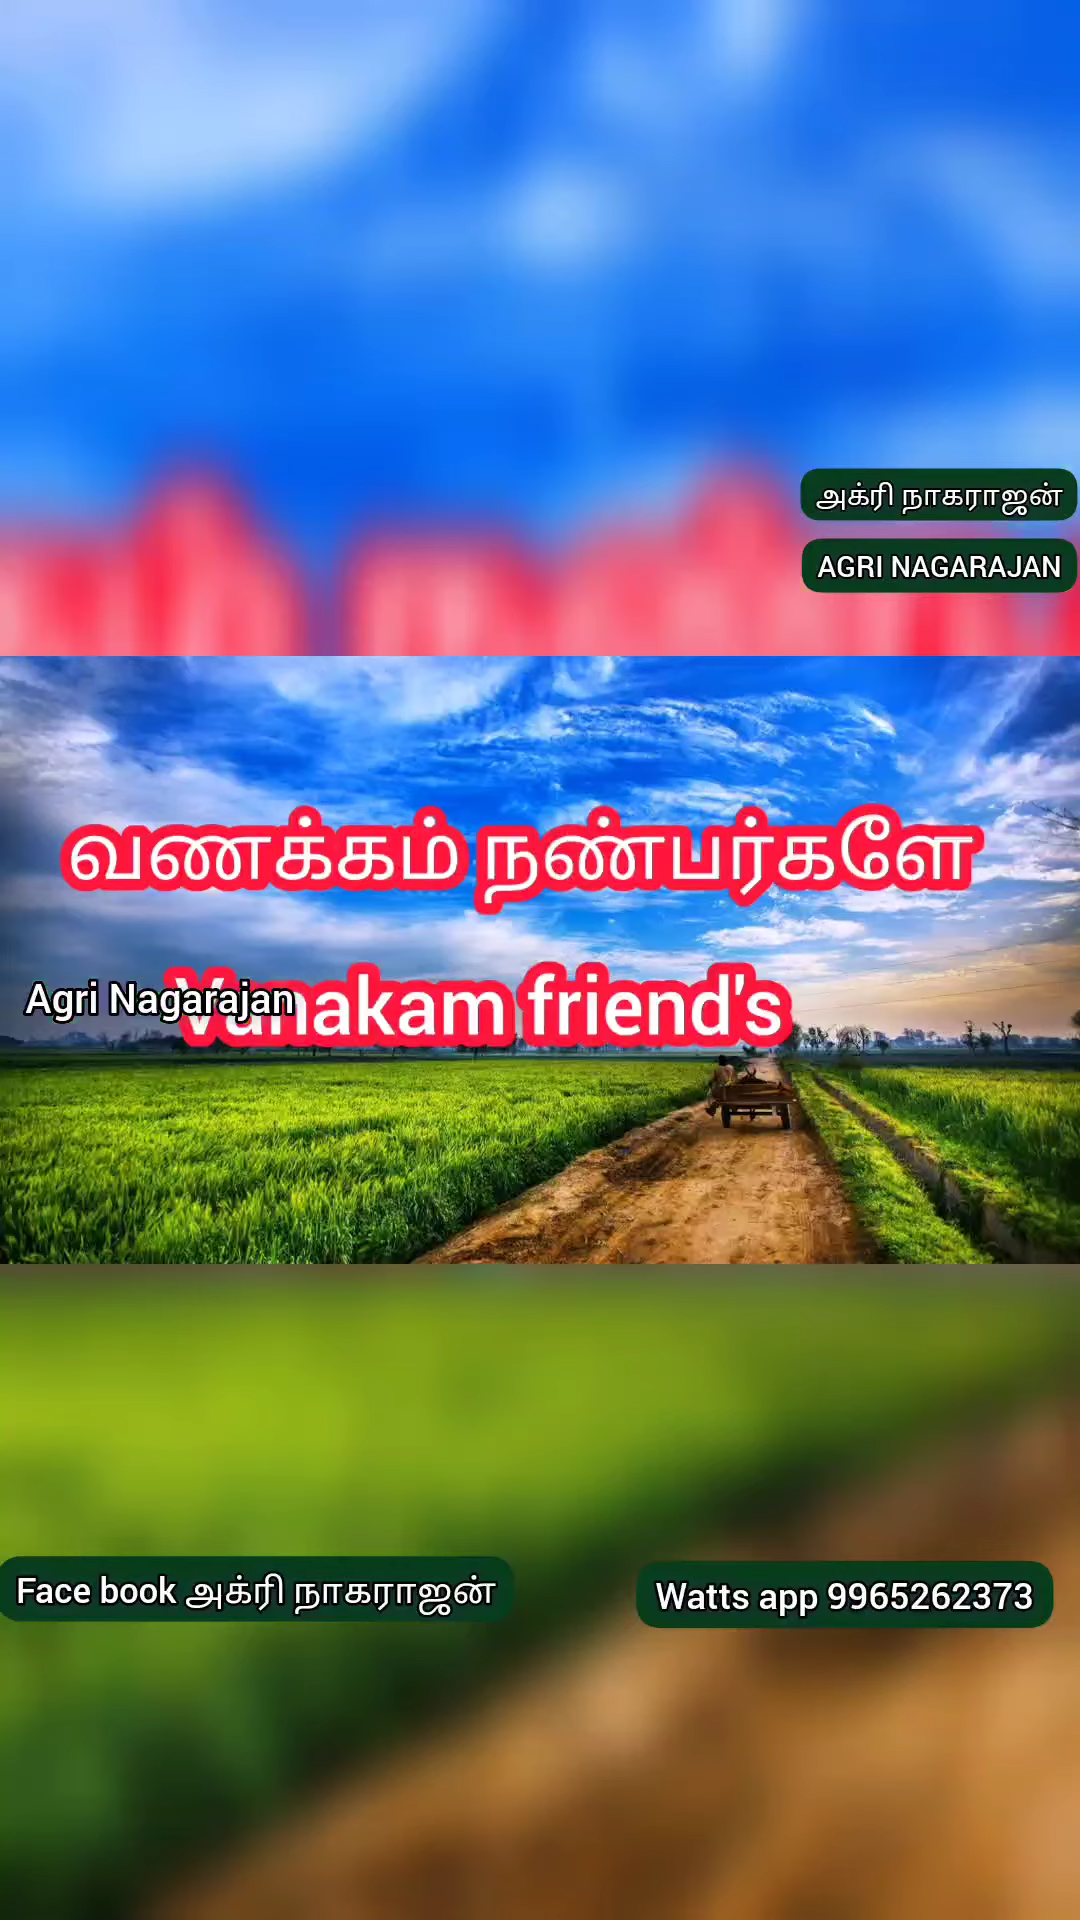 அக்ரி நாகராஜன்
AGRI NAGARAJAN
வணக்கம் நண்பர்களே
Vanakam friend's
Agri Nagarajan
Face book அக்ரி நாகராஜன்
Watts app 9965262373